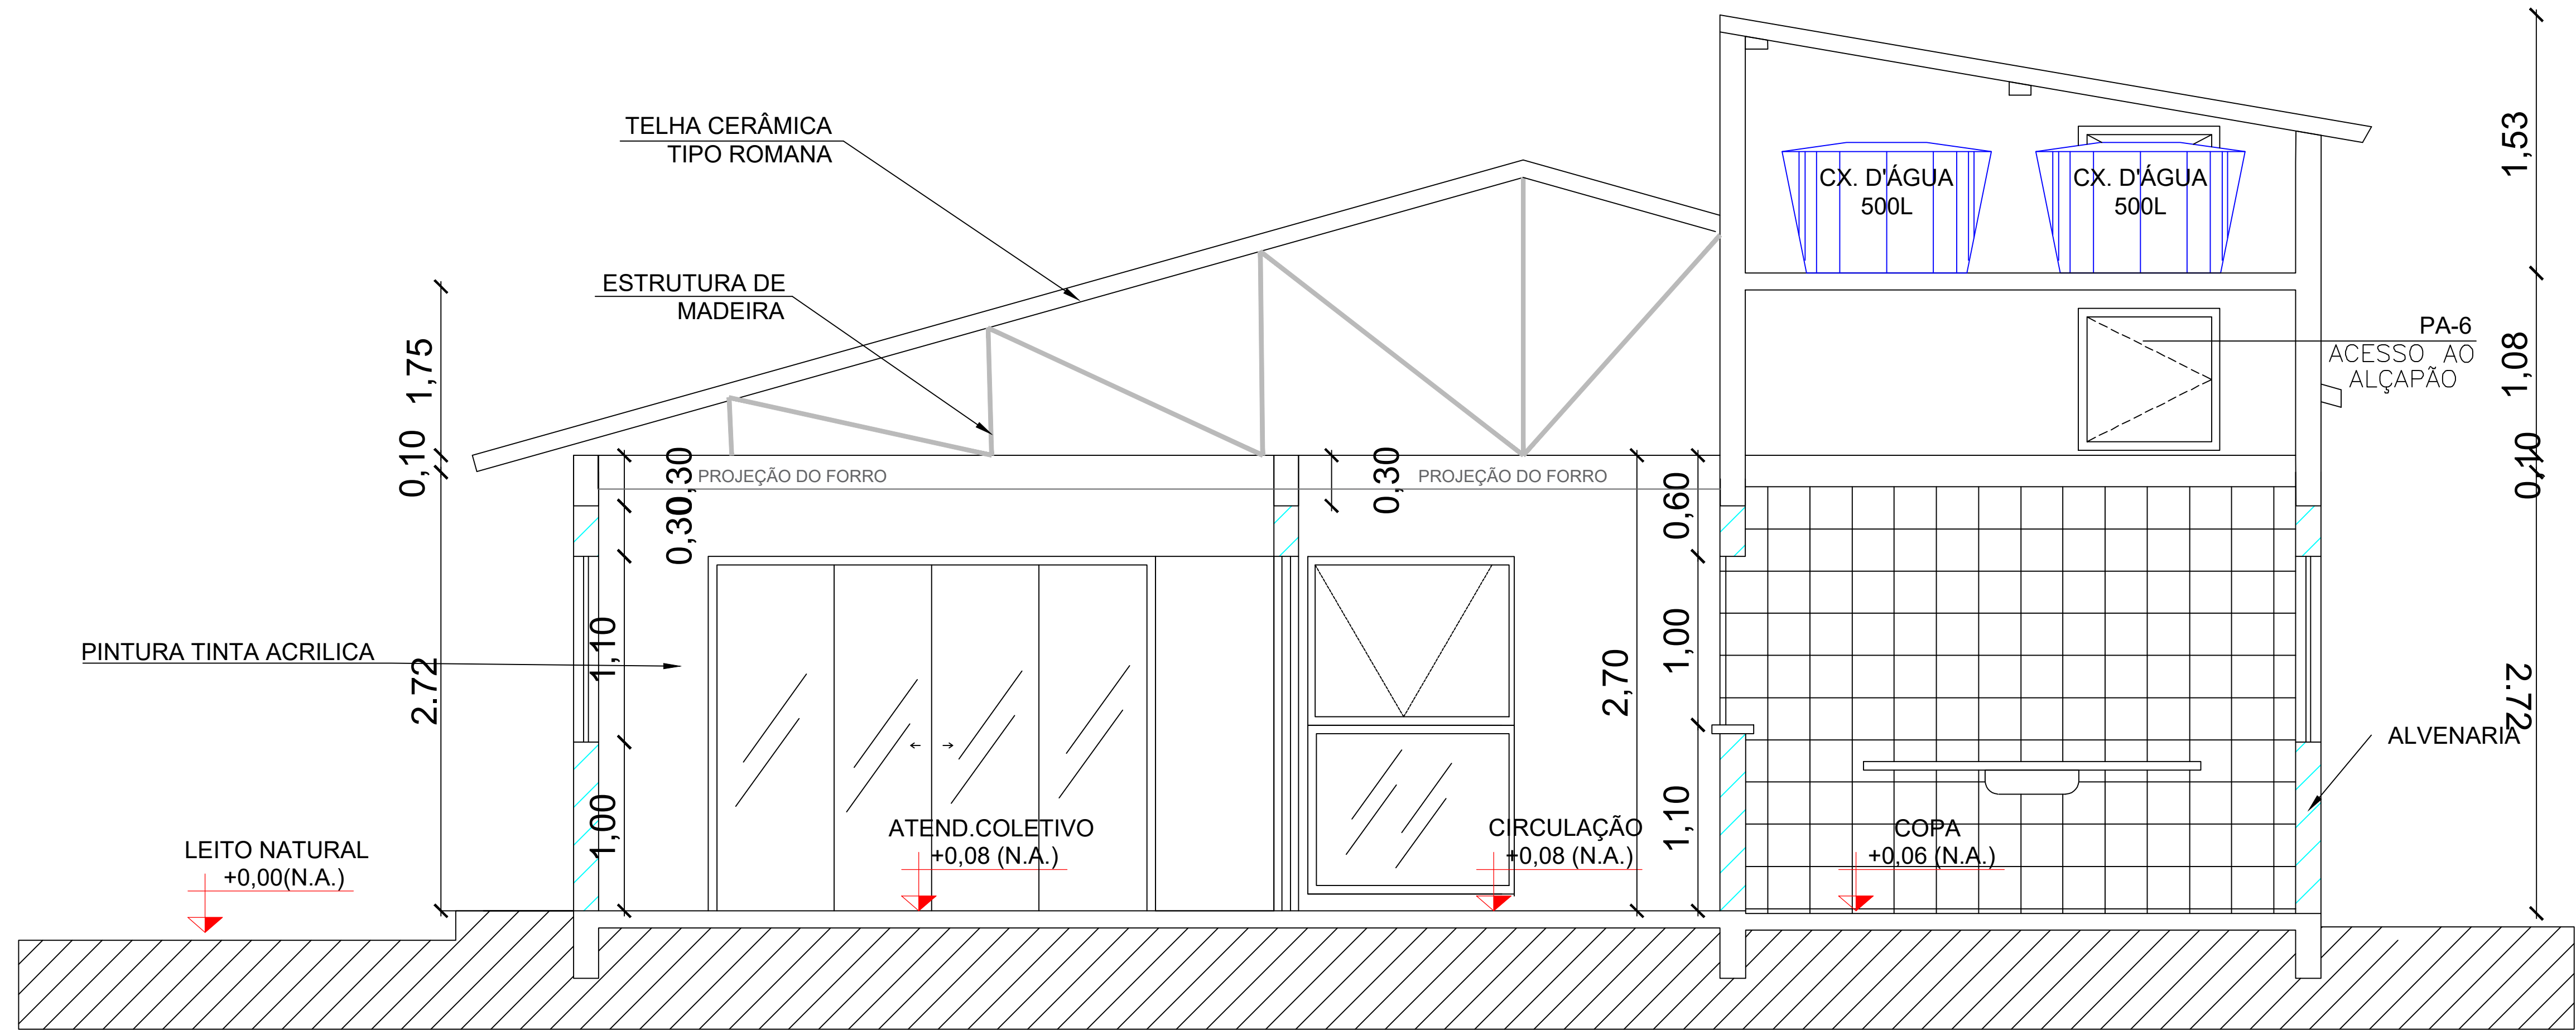 TELHA CERÂMICA
TIPO ROMANA
ESTRUTURA DE
MADEIRA
CX. D'ÁGUA
500L
CX. D'ÁGUA
500L
1,53
PA-6
ACESSO AO
ALÇAPÃO
1,08
1,75
0,10
0,10
PROJEÇÃO DO FORRO
PROJEÇÃO DO FORRO
0,30
0,30
0,30
0,60
1,10
1,00
2,70
PINTURA TINTA ACRILICA
2.72
2.72
ALVENARIA
1,00
1,10
LEITO NATURAL
+0,00(N.A.)
ATEND.COLETIVO
+0,08 (N.A.)
CIRCULAÇÃO
+0,08 (N.A.)
COPA
+0,06 (N.A.)